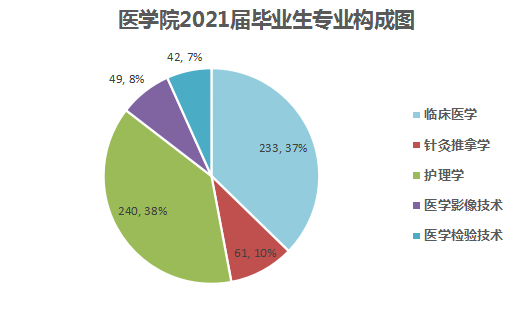 医学院2021届毕业生专业构成图
42, 7%
49, 8%
233, 37%
240, 38%
61, 10%
临床医学
针灸推拿学
护理学
医学影像技术
医学检验技术